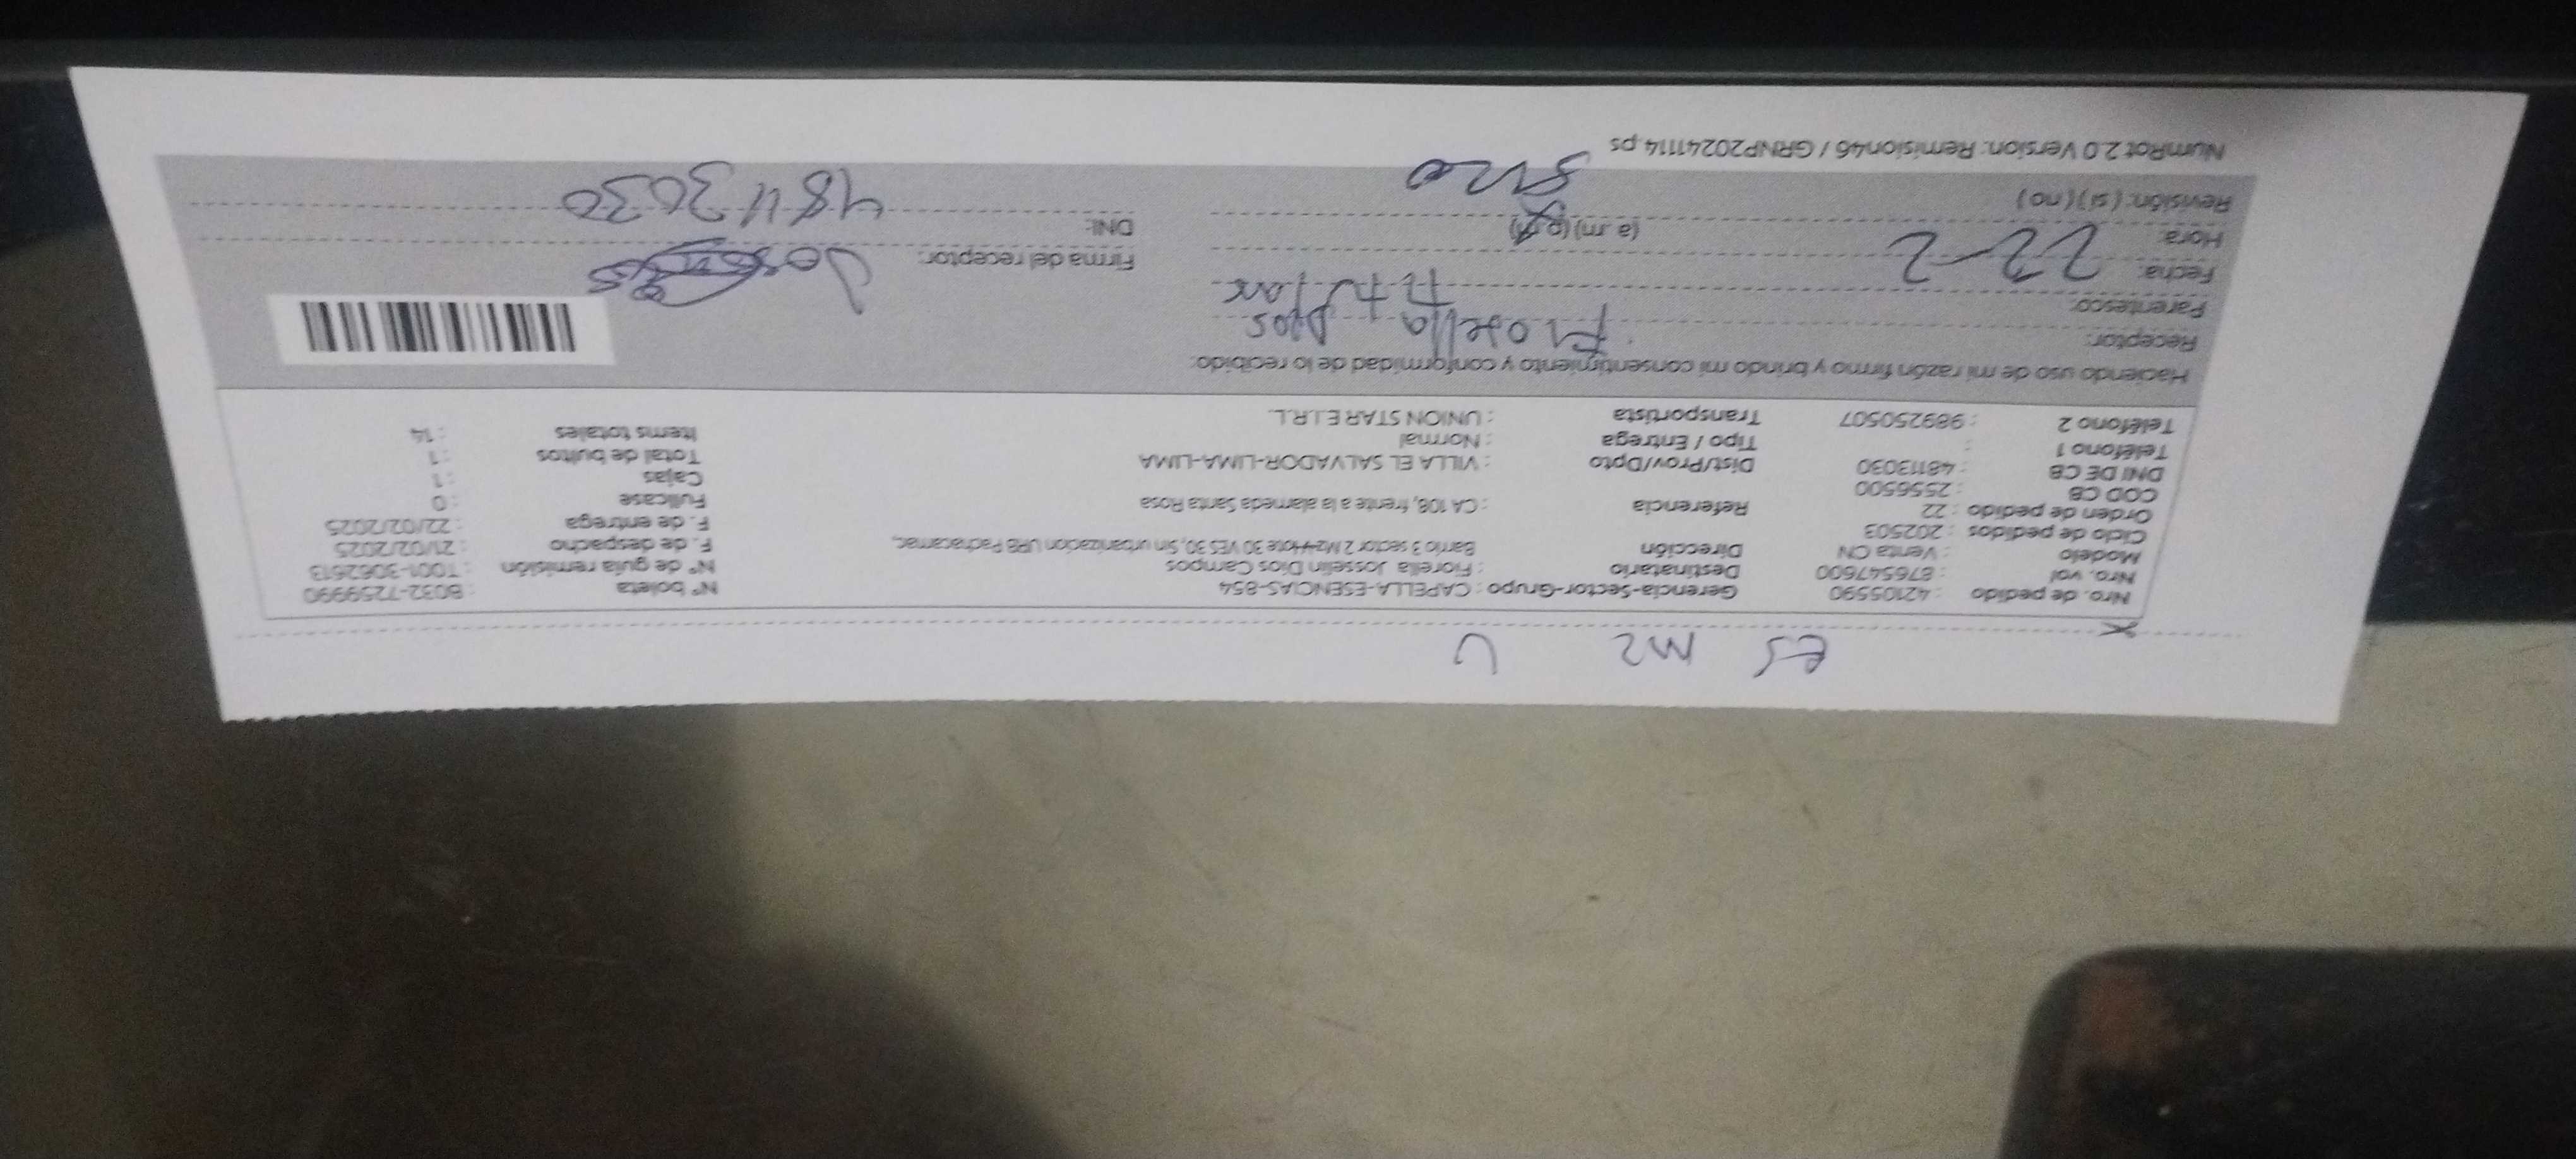 ES M2 U
Nro. de pedido : 42105590 Gerencia-Sector-Grupo : CAPELLA-ESENCIAS-854 N° boleta : B032-7259990
Nro. vol : 876547600 Destinatario : Fiorella Josselin Dios Campos N° de guía remisión : T001-3062613
Modelo : Venta CN Dirección Barrio 3 sector 2 Mz H lote 30 VES 30, Sin urbanizacion URB Pachacamac, F. de despacho : 21/02/2025
Ciclo de pedidos : 202503 F. de entrega : 22/02/2025
Orden de pedido : 22 Referencia : CA 108, frente a la alameda Santa Rosa Fullcase : 0
COD CB : 2556500 Cajas : 1
DNI DE CB : 48113030 Dist/Prov/Dpto : VILLA EL SALVADOR-LIMA-LIMA Total de bultos : 1
Teléfono 1 : Tipo / Entrega : Normal Items totales : 14
Teléfono 2 : 989250507 Transportista : UNION STAR E.I.R.L.
Haciendo uso de mi razón firmo y brindo mi consentimiento y conformidad de lo recibido:
Receptor: Fiorella Dios
Parentesco:
Fecha: 22-2 Firma del receptor:
Hora: (a .m) (p.m) DNI: 48113030
Revisión: ( si ) ( no )
NumRot 2.0 Version: Remision46 / GRNP20241114.ps